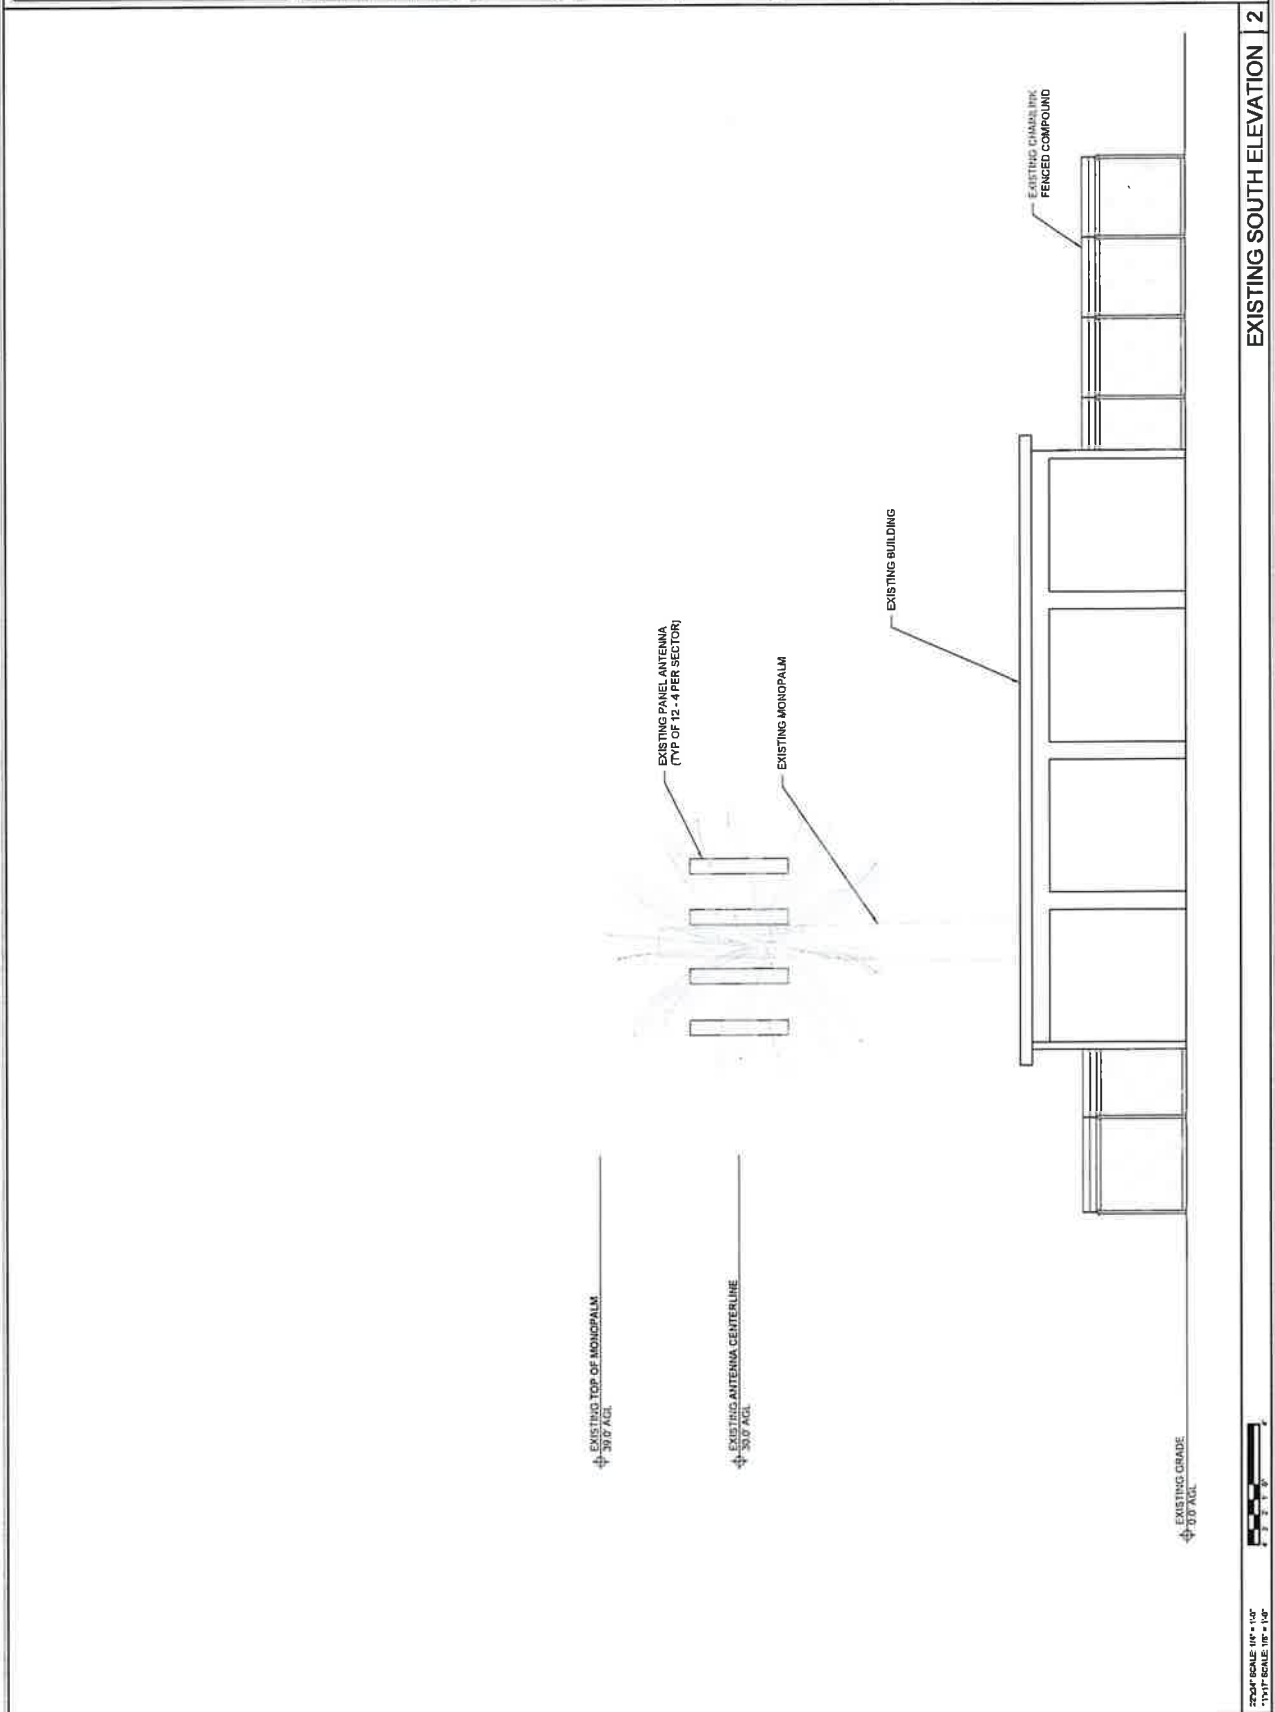 EXISTING TOP OF MONOPALM
39.0' AGL
EXISTING ANTENNA CENTERLINE
30.0' AGL
EXISTING GRADE
0.0' AGL
EXISTING PANEL ANTENNA
(TYP OF 12 - 4 PER SECTOR)
EXISTING MONOPALM
EXISTING BUILDING
EXISTING CHAINLINK
FENCED COMPOUND
22"x34" SCALE: 1/4" = 1'-0"
11"x17" SCALE: 1/8" = 1'-0"
EXISTING SOUTH ELEVATION 2